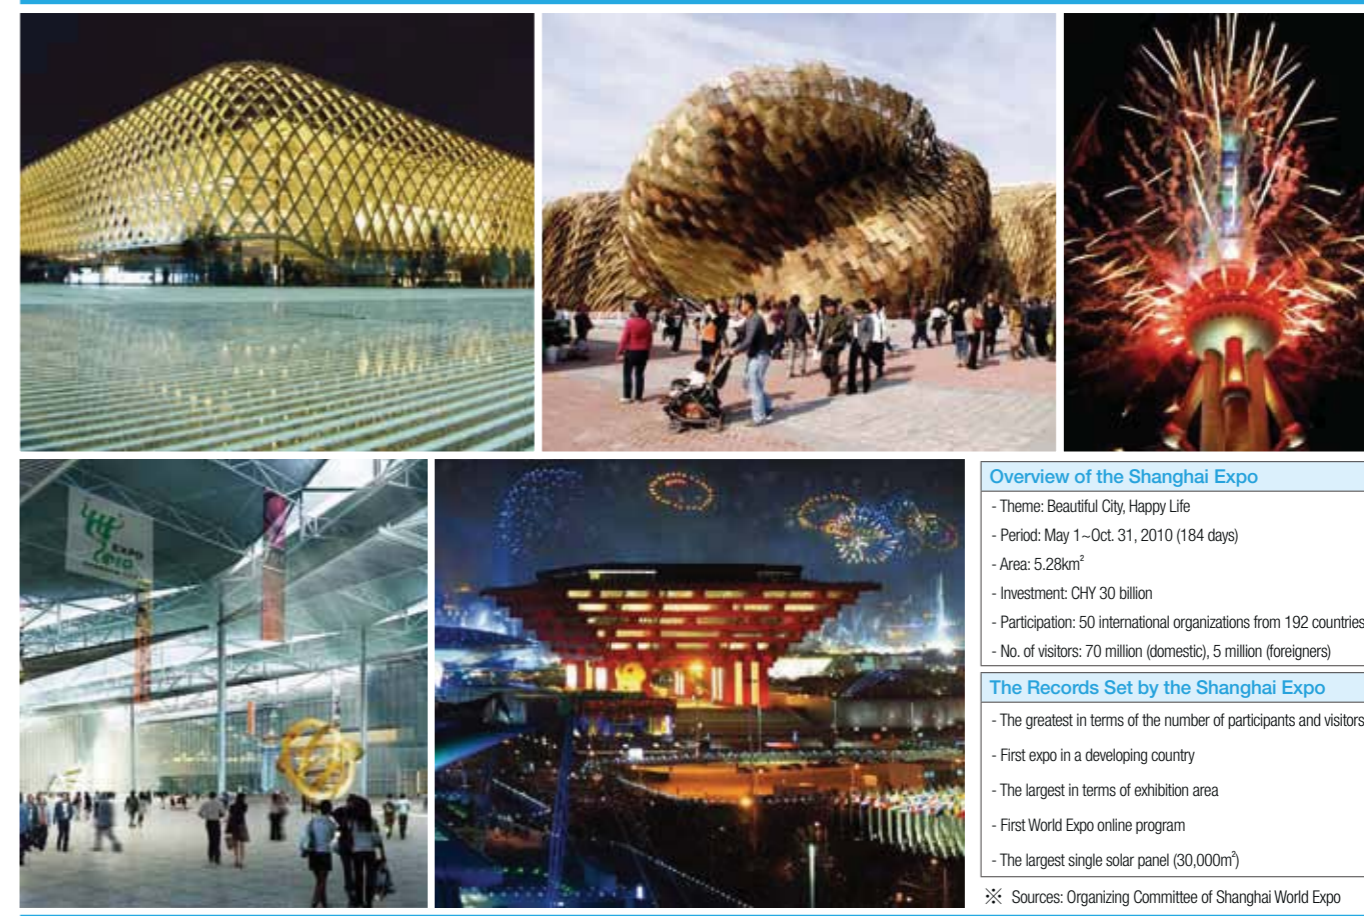 EXPO
Overview of the Shanghai Expo
- Theme: Beautiful City, Happy Life
- Period: May 1~Oct. 31, 2010 (184 days)
- Area: 5.28km²
- Investment: CHY 30 billion
- Participation: 50 international organizations from 192 countries
- No. of visitors: 70 million (domestic), 5 million (foreigners)
The Records Set by the Shanghai Expo
- The greatest in terms of the number of participants and visitors
- First expo in a developing country
- The largest in terms of exhibition area
- First World Expo online program
- The largest single solar panel (30,000m²)
※ Sources: Organizing Committee of Shanghai World Expo